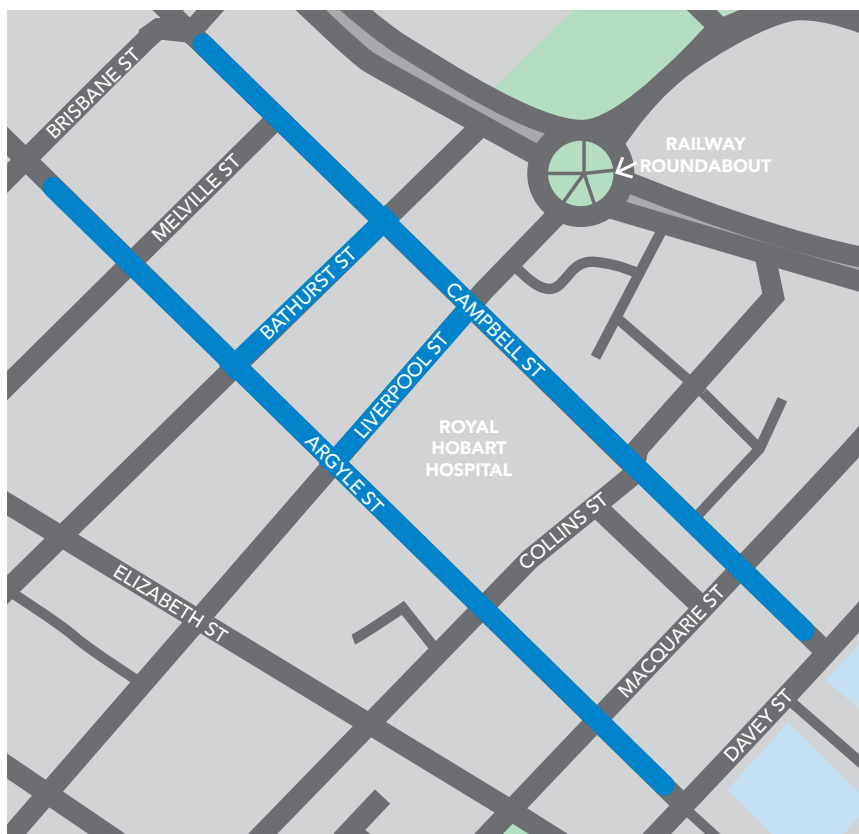 BRISBANE ST
RAILWAY
ROUNDABOUT
MELVILLE ST
BATHURST ST
CAMPBELL ST
LIVERPOOL ST
ROYAL
HOBART
HOSPITAL
ARGYLE ST
COLLINS ST
ELIZABETH ST
MACQUARIE ST
DAVEY ST